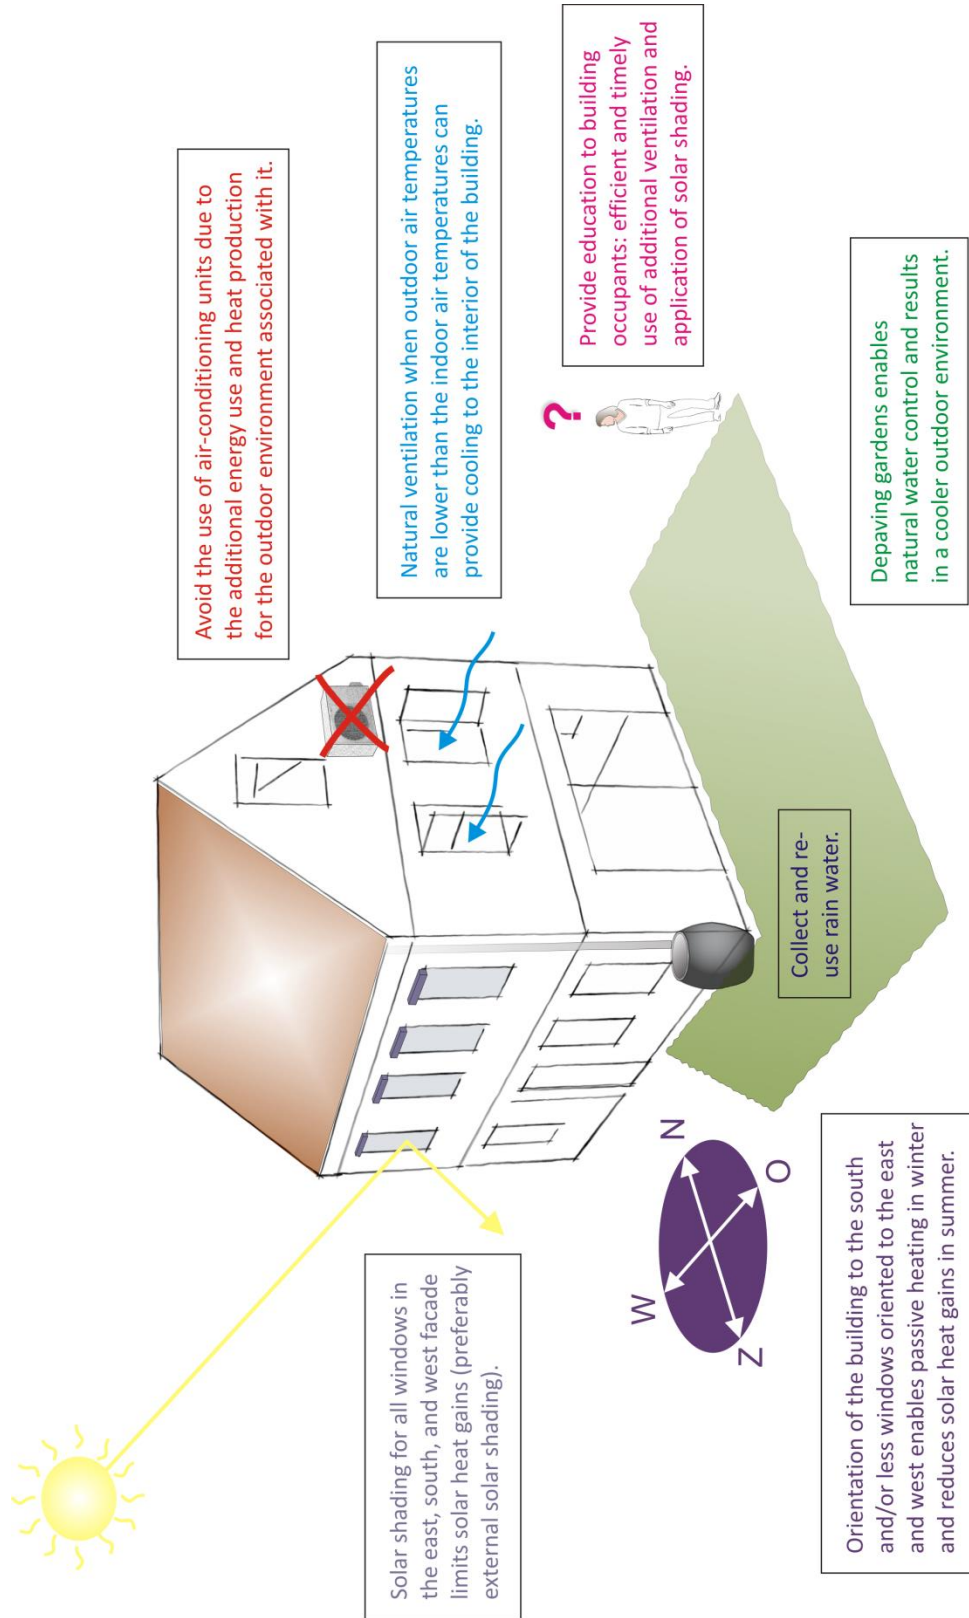 Avoid the use of air-conditioning units due to
the additional energy use and heat production
for the outdoor environment associated with it.
Solar shading for all windows in
the east, south, and west facade
limits solar heat gains (preferably
external solar shading).
Natural ventilation when outdoor air temperatures
are lower than the indoor air temperatures can
provide cooling to the interior of the building.
?
Provide education to building
occupants: efficient and timely
use of additional ventilation and
application of solar shading.
W
N
Z
O
Collect and re-
use rain water.
Orientation of the building to the south
and/or less windows oriented to the east
and west enables passive heating in winter
and reduces solar heat gains in summer.
Depaving gardens enables
natural water control and results
in a cooler outdoor environment.